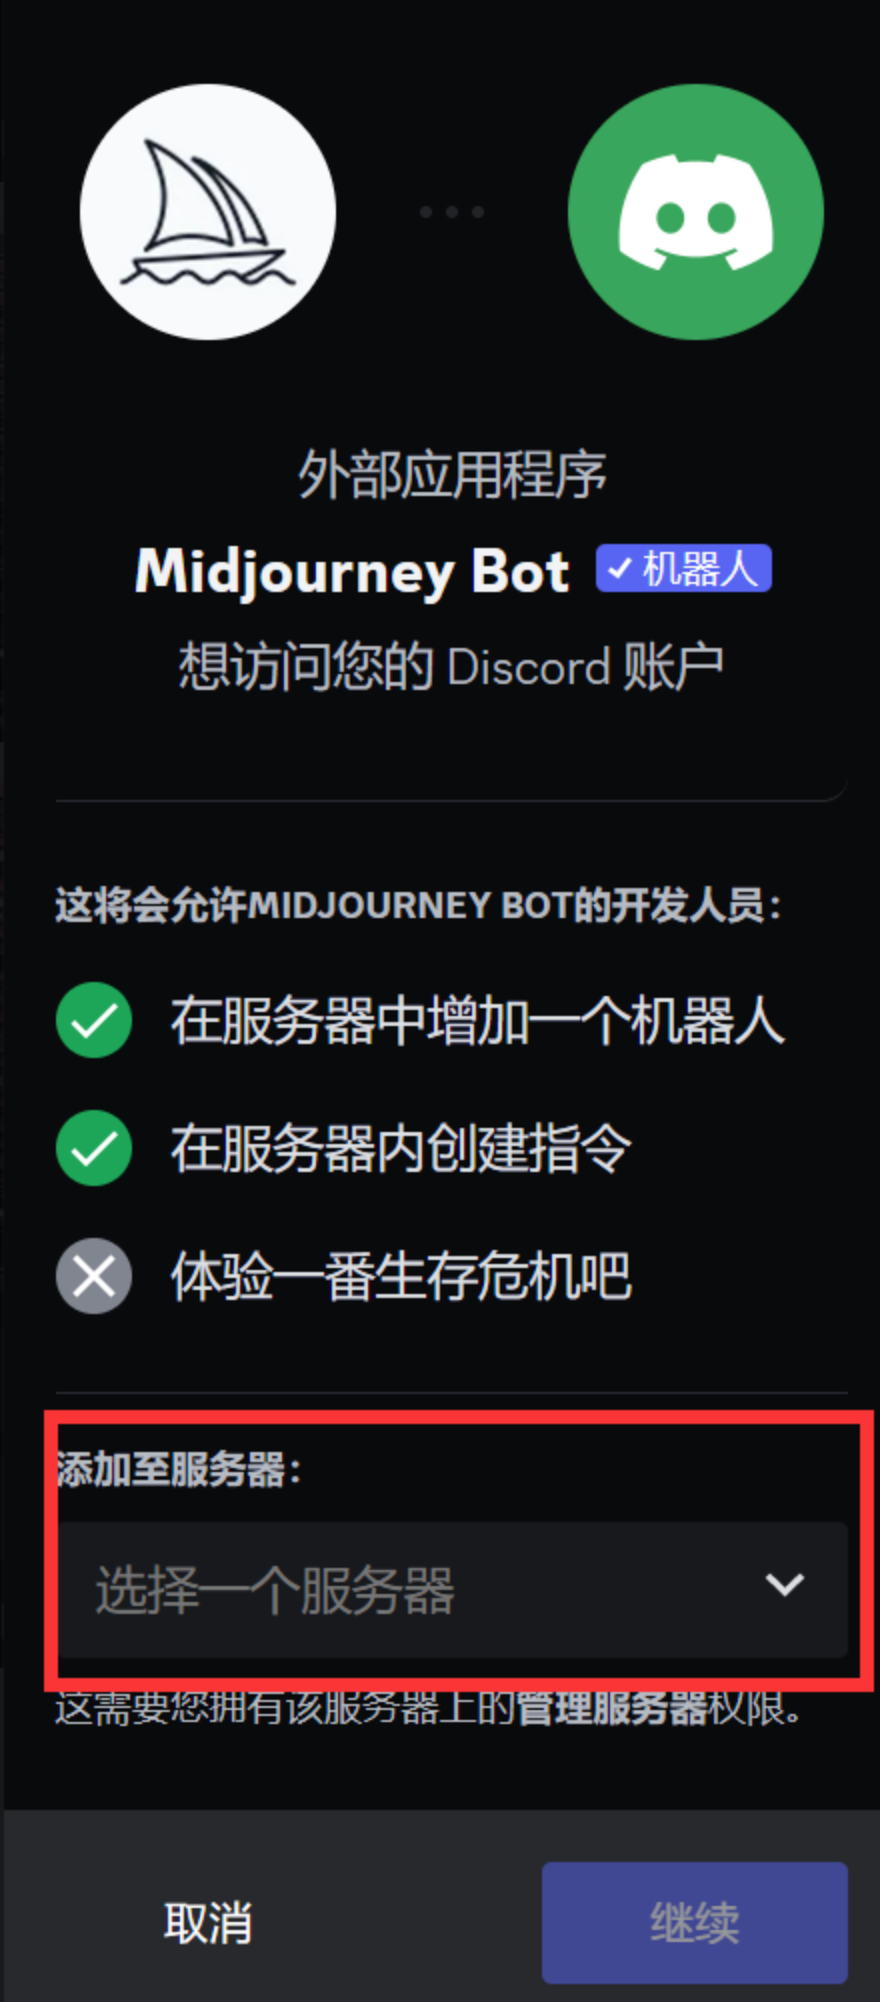 外部应用程序
Midjourney Bot 机器人
想访问您的 Discord 账户
这将会允许MIDJOURNEY BOT的开发人员：
在服务器中增加一个机器人
在服务器内创建指令
体验一番生存危机吧
添加至服务器：
选择一个服务器
这需要您拥有该服务器上的管理服务器权限。
取消
继续